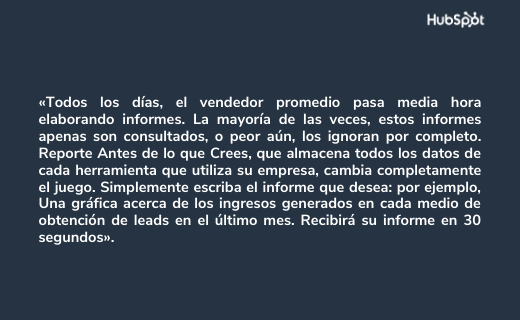 HubSpot
«Todos los días, el vendedor promedio pasa media hora
elaborando informes. La mayoría de las veces, estos informes
apenas son consultados, o peor aún, los ignoran por completo.
Reporte Antes de lo que Crees, que almacena todos los datos de
cada herramienta que utiliza su empresa, cambia completamente
el juego. Simplemente escriba el informe que desea: por ejemplo,
Una gráfica acerca de los ingresos generados en cada medio de
obtención de leads en el último mes. Recibirá su informe en 30
segundos».